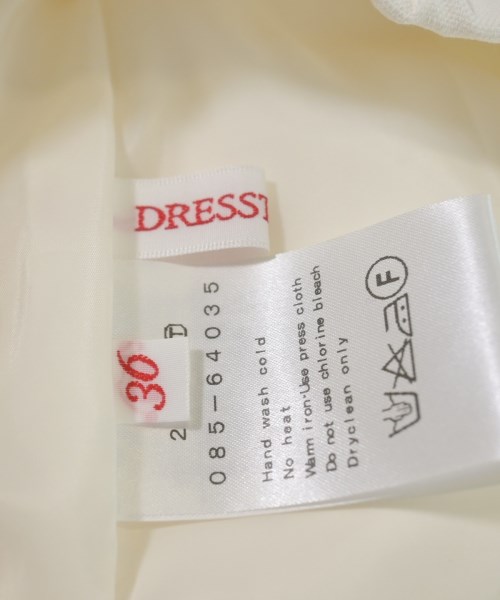 DRESST
36
2
T
085-64035
Hand wash cold
No heat
Warm iron·Use press cloth
Do not use chlorine bleach
Dryclean only
F